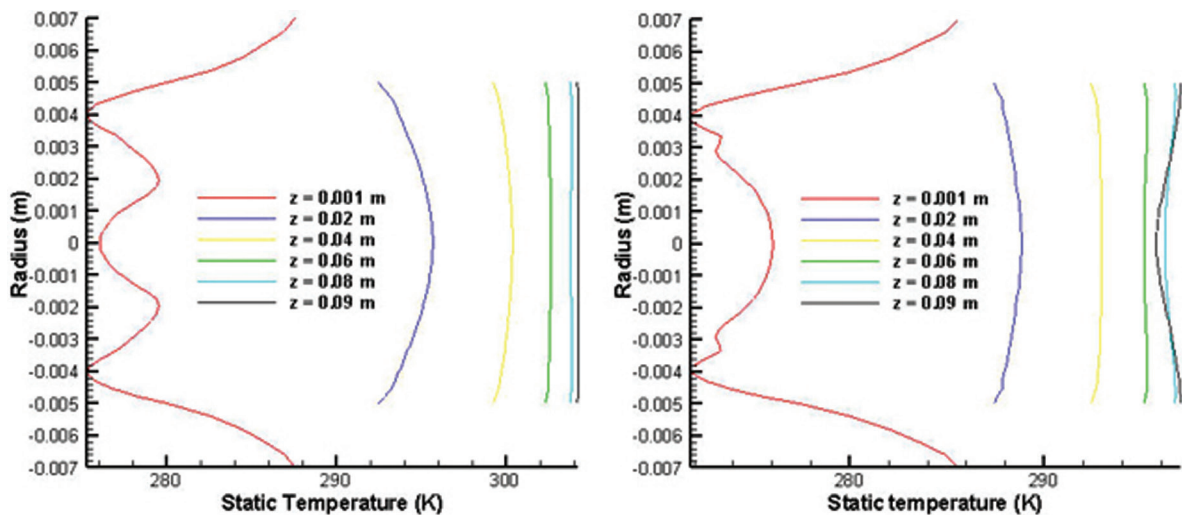 0.007
0.006
0.005
0.004
0.003
0.002
0.001
0
-0.001
-0.002
-0.003
-0.004
-0.005
-0.006
-0.007
Radius (m)
z = 0.001 m
z = 0.02 m
z = 0.04 m
z = 0.06 m
z = 0.08 m
z = 0.09 m
280
290
300
Static Temperature (K)
0.007
0.006
0.005
0.004
0.003
0.002
0.001
0
-0.001
-0.002
-0.003
-0.004
-0.005
-0.006
-0.007
Radius (m)
z = 0.001 m
z = 0.02 m
z = 0.04 m
z = 0.06 m
z = 0.08 m
z = 0.09 m
280
290
Static temperature (K)